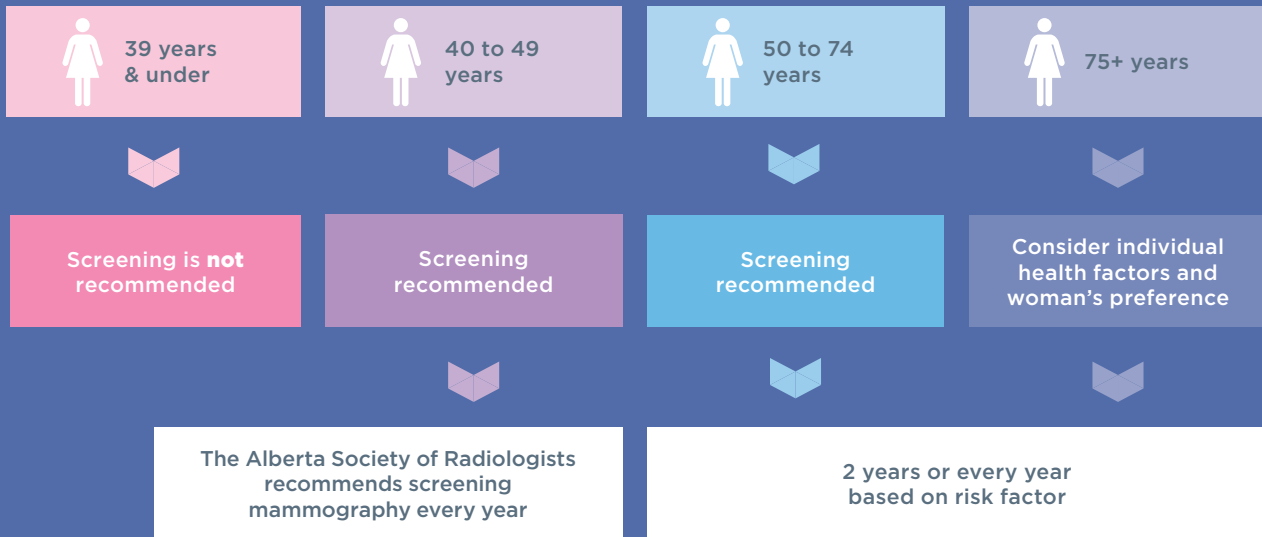 39 years
& under
40 to 49
years
50 to 74
years
75+ years
Screening is not
recommended
Screening
recommended
Screening
recommended
Consider individual
health factors and
woman's preference
The Alberta Society of Radiologists
recommends screening
mammography every year
2 years or every year
based on risk factor